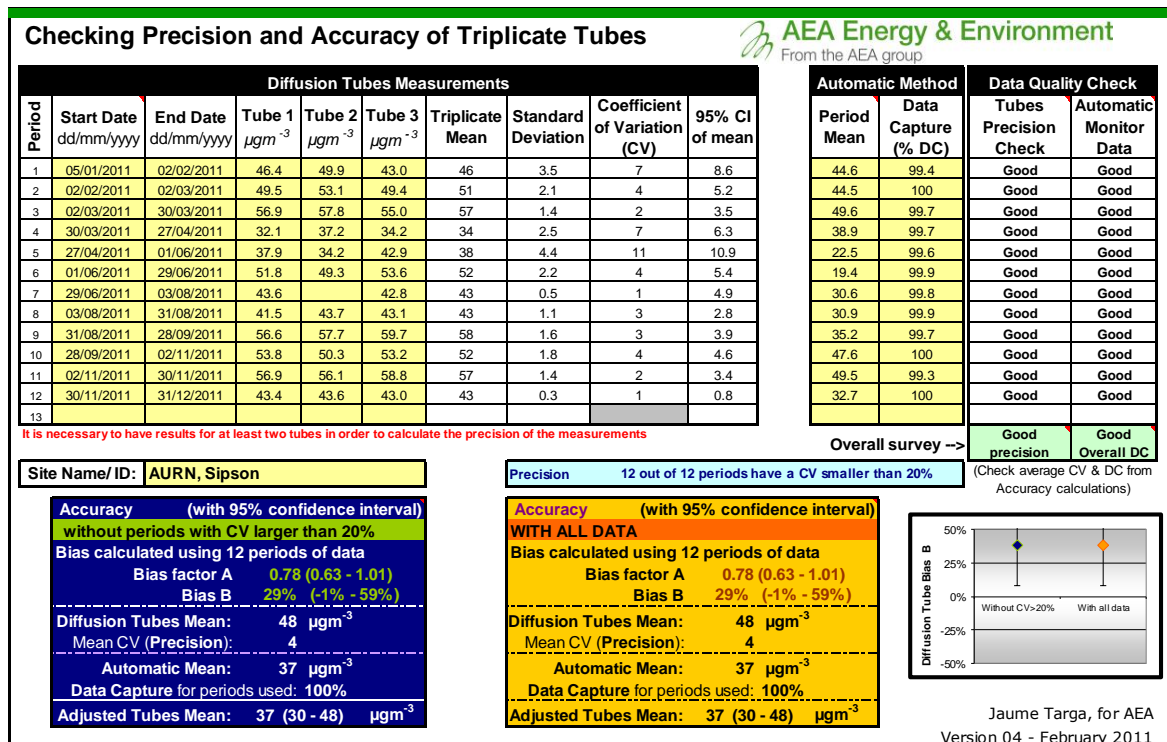 Checking Precision and Accuracy of Triplicate Tubes
AEA Energy & Environment
From the AEA group
Diffusion Tubes Measurements
Period
Start Date dd/mm/yyyy
End Date dd/mm/yyyy
Tube 1 µgm-3
Tube 2 µgm-3
Tube 3 µgm-3
Triplicate Mean
Standard Deviation
Coefficient of Variation (CV)
95% CI of mean
Automatic Method
Period Mean
Data Capture (% DC)
Data Quality Check
Tubes Precision Check
Automatic Monitor Data
1 05/01/2011 02/02/2011 46.4 49.9 43.0 46 3.5 7 8.6 44.6 99.4 Good Good
2 02/02/2011 02/03/2011 49.5 53.1 49.4 51 2.1 4 5.2 44.5 100 Good Good
3 02/03/2011 30/03/2011 56.9 57.8 55.0 57 1.4 2 3.5 49.6 99.7 Good Good
4 30/03/2011 27/04/2011 32.1 37.2 34.2 34 2.5 7 6.3 38.9 99.7 Good Good
5 27/04/2011 01/06/2011 37.9 34.2 42.9 38 4.4 11 10.9 22.5 99.6 Good Good
6 01/06/2011 29/06/2011 51.8 49.3 53.6 52 2.2 4 5.4 19.4 99.9 Good Good
7 29/06/2011 03/08/2011 43.6 42.8 43 0.5 1 4.9 30.6 99.8 Good Good
8 03/08/2011 31/08/2011 41.5 43.7 43.1 43 1.1 3 2.8 30.9 99.9 Good Good
9 31/08/2011 28/09/2011 56.6 57.7 59.7 58 1.6 3 3.9 35.2 99.7 Good Good
10 28/09/2011 02/11/2011 53.8 50.3 53.2 52 1.8 4 4.6 47.6 100 Good Good
11 02/11/2011 30/11/2011 56.9 56.1 58.8 57 1.4 2 3.4 49.5 99.3 Good Good
12 30/11/2011 31/12/2011 43.4 43.6 43.0 43 0.3 1 0.8 32.7 100 Good Good
13
It is necessary to have results for at least two tubes in order to calculate the precision of the measurements
Overall survey -->
Good precision
Good Overall DC
Site Name/ ID: AURN, Sipson
Precision 12 out of 12 periods have a CV smaller than 20%
(Check average CV & DC from
Accuracy calculations)
Accuracy (with 95% confidence interval)
without periods with CV larger than 20%
Bias calculated using 12 periods of data
Bias factor A 0.78 (0.63 - 1.01)
Bias B 29% (-1% - 59%)
Diffusion Tubes Mean: 48 µgm-3
Mean CV (Precision): 4
Automatic Mean: 37 µgm-3
Data Capture for periods used: 100%
Adjusted Tubes Mean: 37 (30 - 48) µgm-3
Accuracy (with 95% confidence interval)
WITH ALL DATA
Bias calculated using 12 periods of data
Bias factor A 0.78 (0.63 - 1.01)
Bias B 29% (-1% - 59%)
Diffusion Tubes Mean: 48 µgm-3
Mean CV (Precision): 4
Automatic Mean: 37 µgm-3
Data Capture for periods used: 100%
Adjusted Tubes Mean: 37 (30 - 48) µgm-3
Diffusion Tube Bias B
50%
25%
0%
-25%
-50%
Without CV>20%
With all data
Jaume Targa, for AEA
Version 04 - February 2011